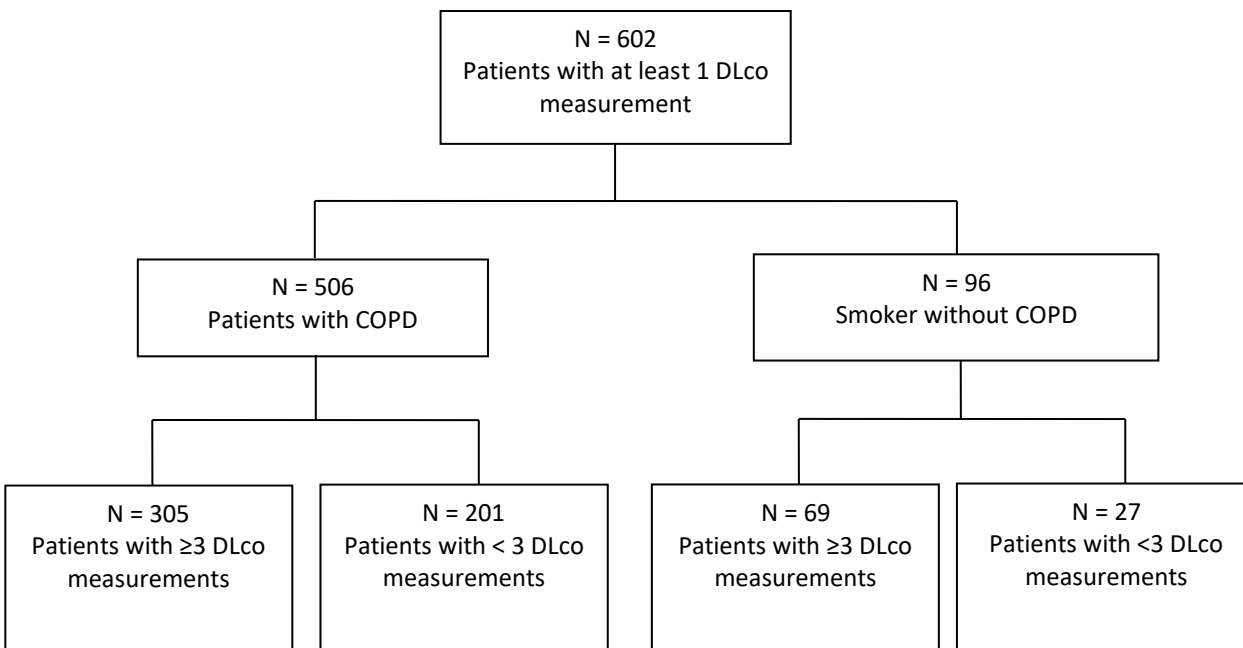 N = 602
Patients with at least 1 DLco
measurement
N = 506
Patients with COPD
N = 96
Smoker without COPD
N = 305
Patients with ≥3 DLco
measurements
N = 201
Patients with < 3 DLco
measurements
N = 69
Patients with ≥3 DLco
measurements
N = 27
Patients with <3 DLco
measurements